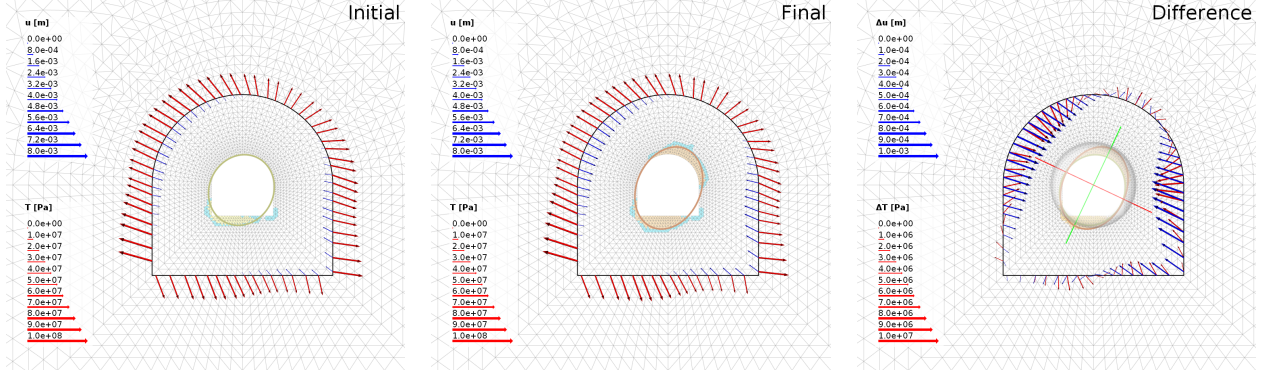 Initial
u [m]
0.0e+00
8.0e-04
1.6e-03
2.4e-03
3.2e-03
4.0e-03
4.8e-03
5.6e-03
6.4e-03
7.2e-03
8.0e-03
T [Pa]
0.0e+00
1.0e+07
2.0e+07
3.0e+07
4.0e+07
5.0e+07
6.0e+07
7.0e+07
8.0e+07
9.0e+07
1.0e+08
Final
u [m]
0.0e+00
8.0e-04
1.6e-03
2.4e-03
3.2e-03
4.0e-03
4.8e-03
5.6e-03
6.4e-03
7.2e-03
8.0e-03
T [Pa]
0.0e+00
1.0e+07
2.0e+07
3.0e+07
4.0e+07
5.0e+07
6.0e+07
7.0e+07
8.0e+07
9.0e+07
1.0e+08
Difference
Δu [m]
0.0e+00
1.0e-04
2.0e-04
3.0e-04
4.0e-04
5.0e-04
6.0e-04
7.0e-04
8.0e-04
9.0e-04
1.0e-03
ΔT [Pa]
0.0e+00
1.0e+06
2.0e+06
3.0e+06
4.0e+06
5.0e+06
6.0e+06
7.0e+06
8.0e+06
9.0e+06
1.0e+07